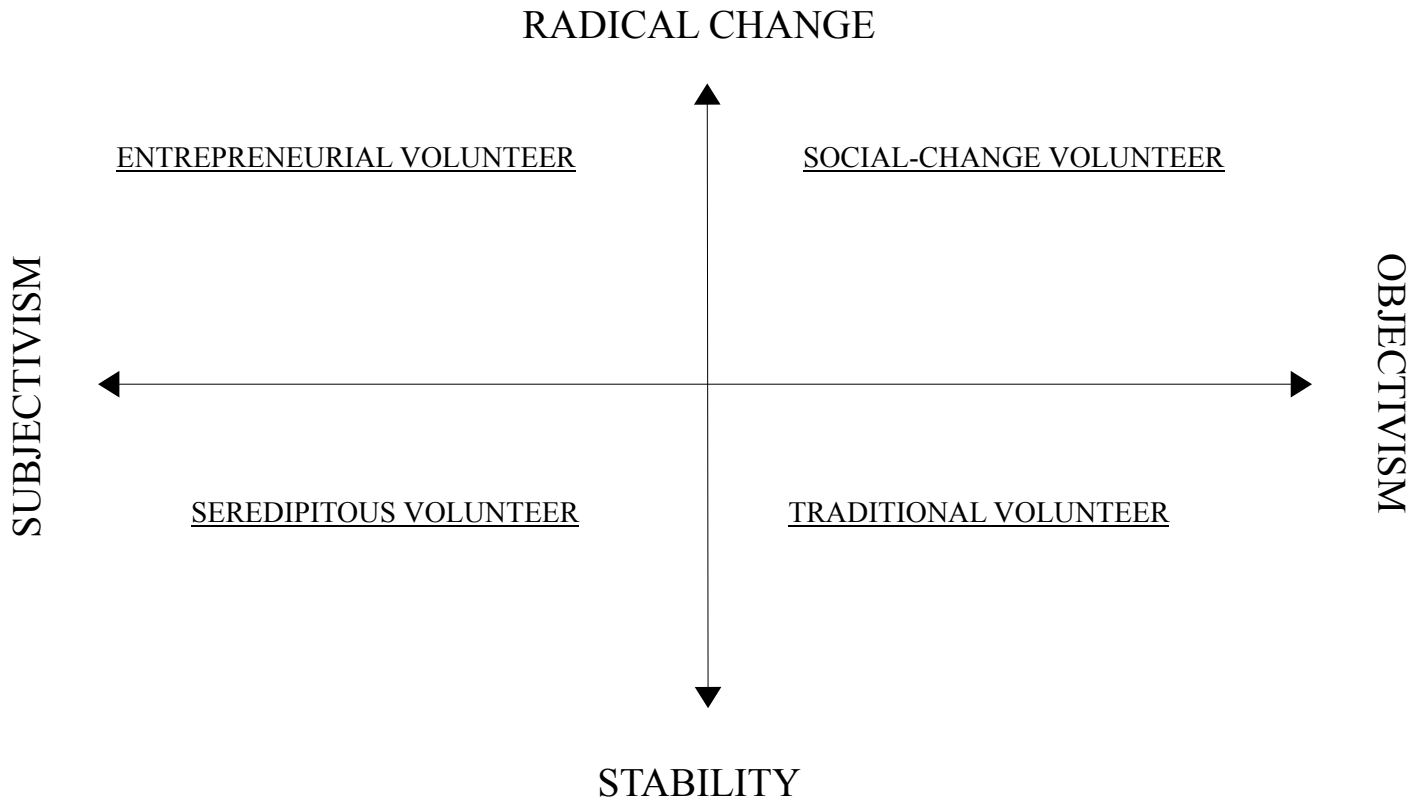 RADICAL CHANGE
ENTREPRENEURIAL VOLUNTEER
SOCIAL-CHANGE VOLUNTEER
SUBJECTIVISM
OBJECTIVISM
SEREDIPITOUS VOLUNTEER
TRADITIONAL VOLUNTEER
STABILITY